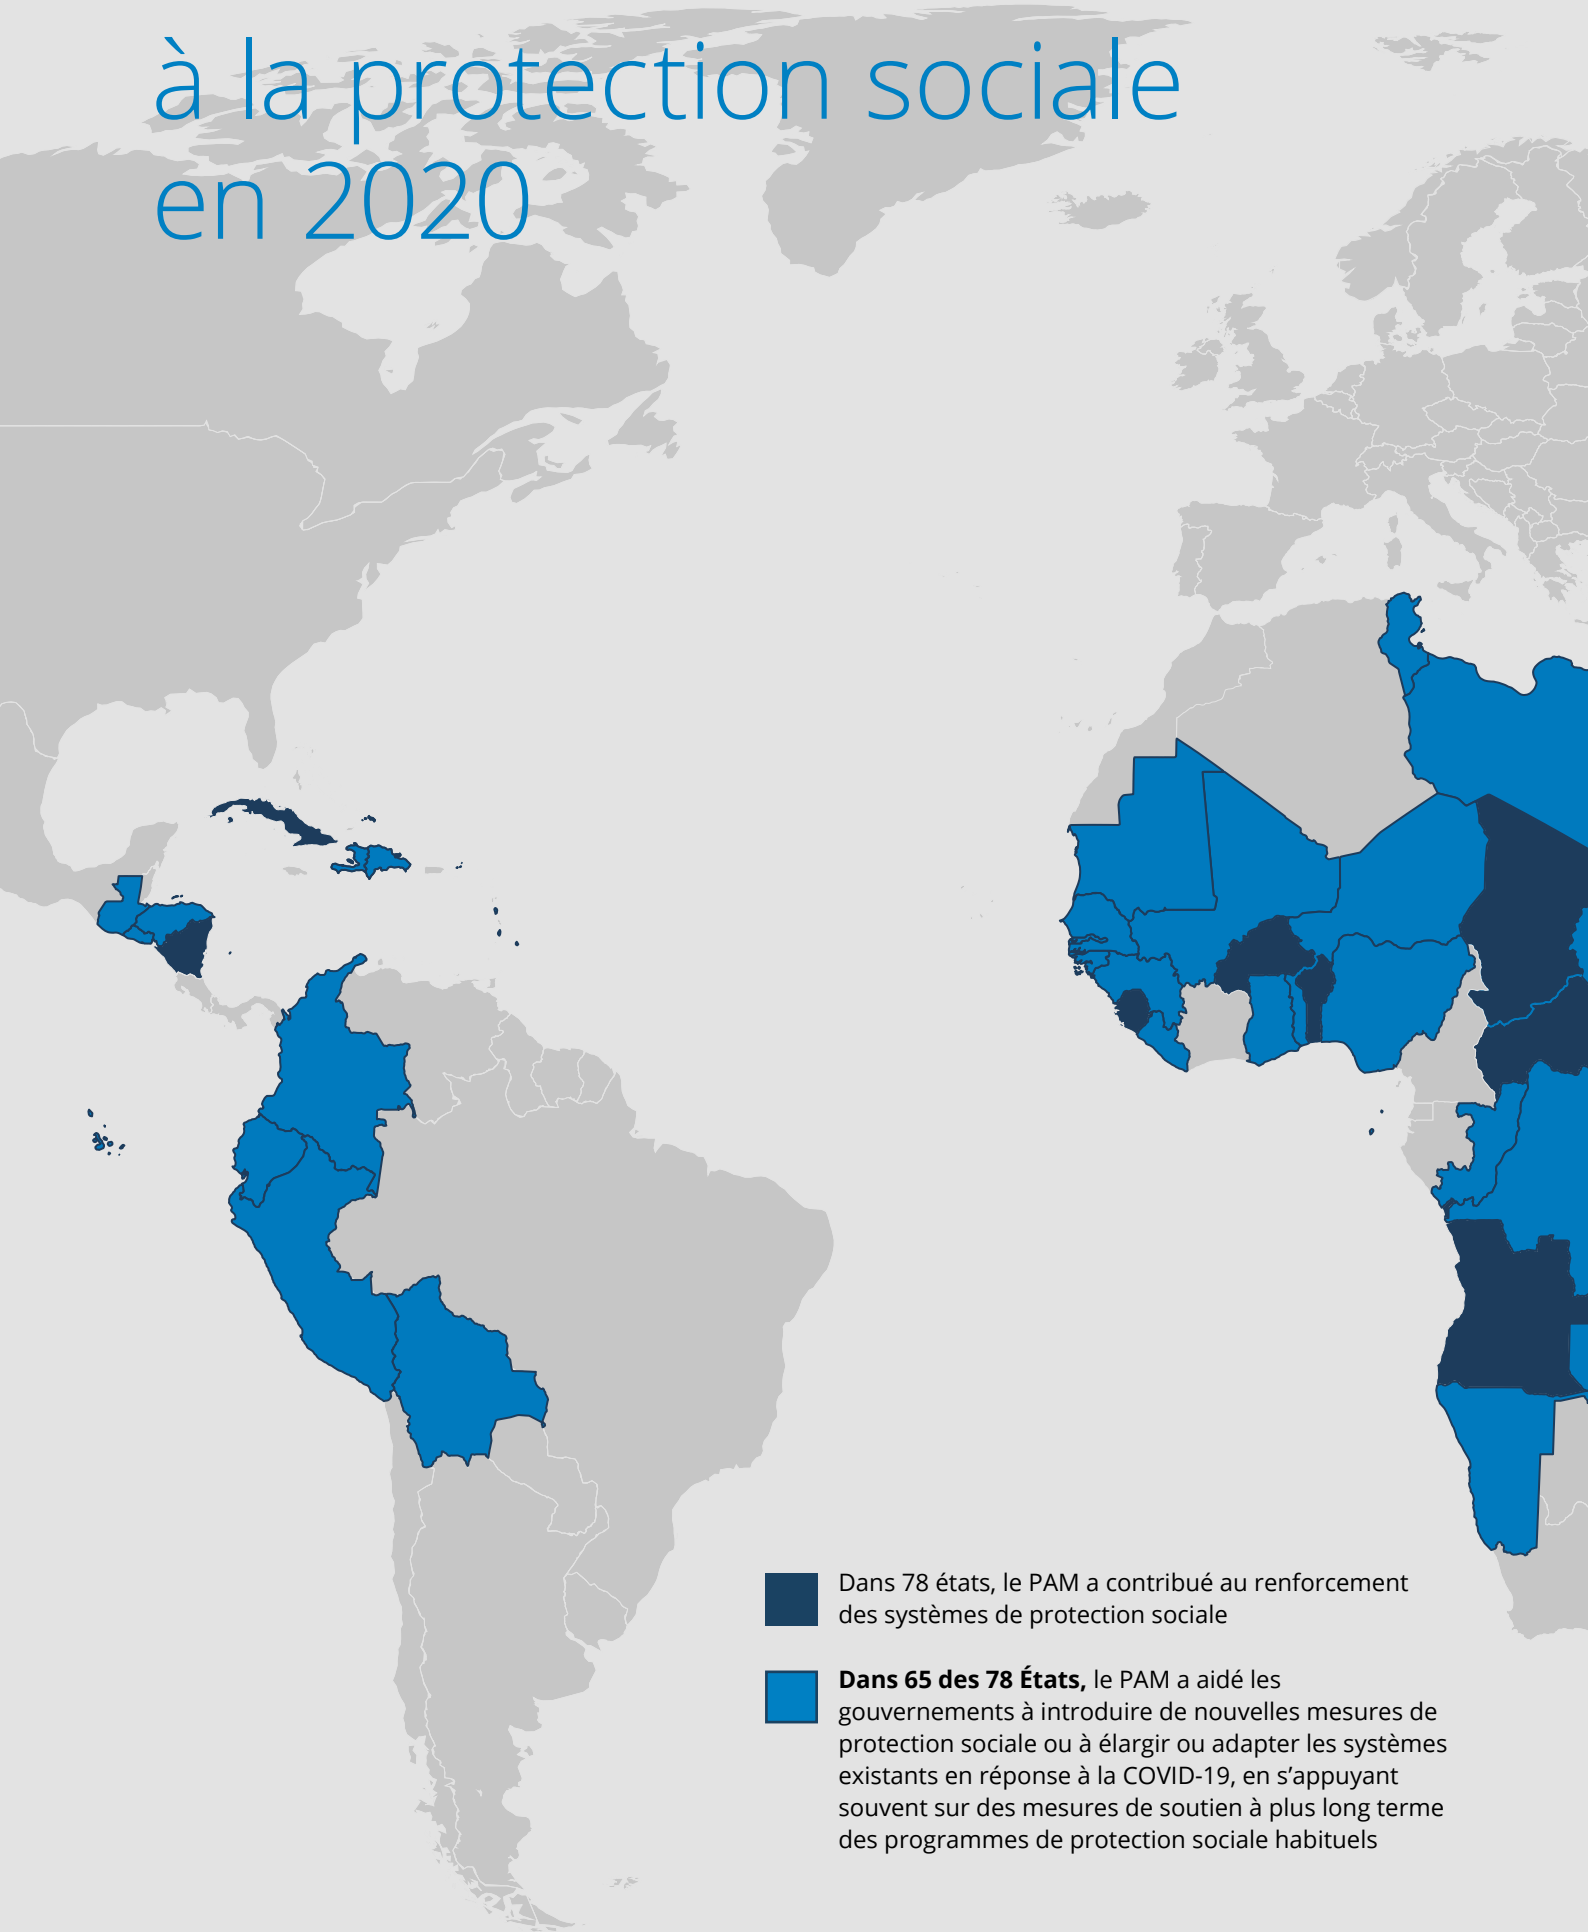 à la protection sociale
en 2020
Dans 78 états, le PAM a contribué au renforcement
des systèmes de protection sociale
Dans 65 des 78 États, le PAM a aidé les
gouvernements à introduire de nouvelles mesures de
protection sociale ou à élargir ou adapter les systèmes
existants en réponse à la COVID-19, en s’appuyant
souvent sur des mesures de soutien à plus long terme
des programmes de protection sociale habituels